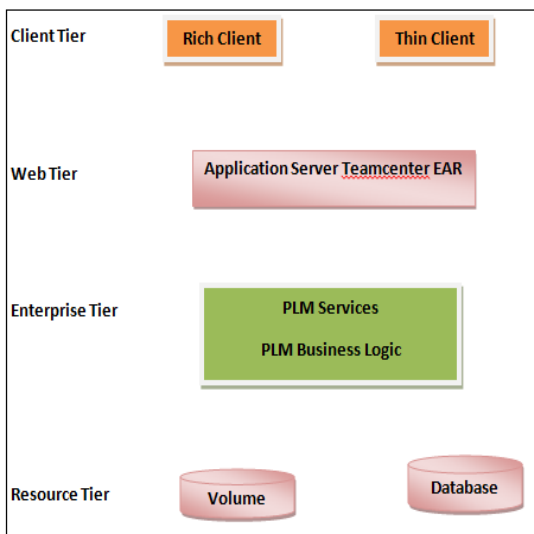 Client Tier
Rich Client
Thin Client
Web Tier
Application Server Teamcenter EAR
Enterprise Tier
PLM Services
PLM Business Logic
Resource Tier
Volume
Database